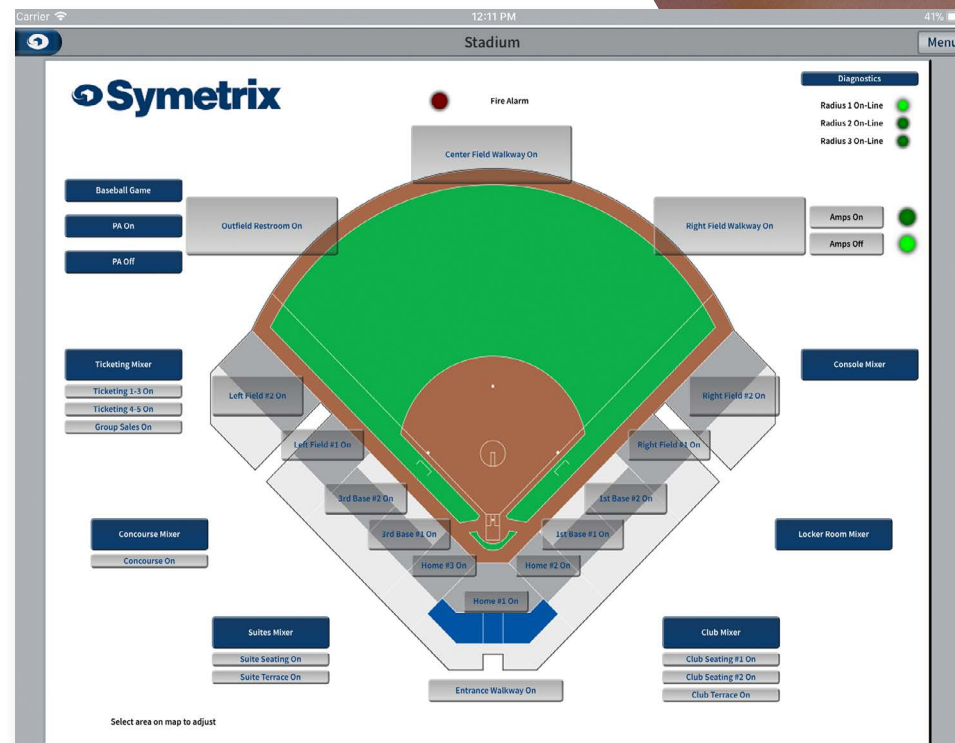 Carrier 12:11 PM 41%
Stadium
Menu
Symetrix
Fire Alarm
Diagnostics
Radius 1 On-Line
Radius 2 On-Line
Radius 3 On-Line
Center Field Walkway On
Baseball Game
PA On
PA Off
Outfield Restroom On
Right Field Walkway On
Amps On
Amps Off
Ticketing Mixer
Ticketing 1-3 On
Ticketing 4-5 On
Group Sales On
Console Mixer
Left Field #2 On
Right Field #2 On
Left Field #1 On
Right Field #1 On
3rd Base #2 On
1st Base #2 On
3rd Base #1 On
1st Base #1 On
Home #3 On
Home #2 On
Home #1 On
Concourse Mixer
Concourse On
Locker Room Mixer
Suites Mixer
Suite Seating On
Suite Terrace On
Club Mixer
Club Seating #1 On
Club Seating #2 On
Club Terrace On
Entrance Walkway On
Select area on map to adjust